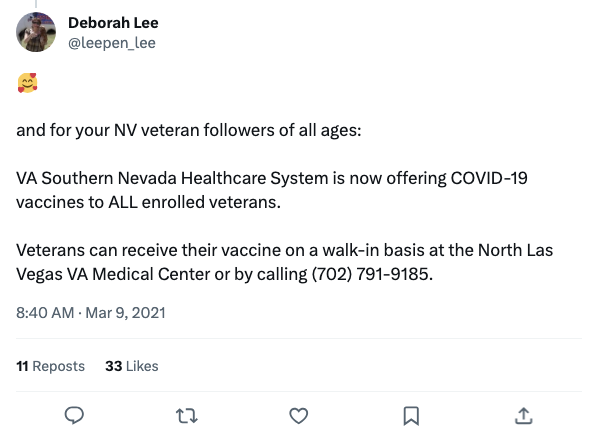 Deborah Lee
@leepen_lee
🥰
and for your NV veteran followers of all ages:
VA Southern Nevada Healthcare System is now offering COVID-19
vaccines to ALL enrolled veterans.
Veterans can receive their vaccine on a walk-in basis at the North Las
Vegas VA Medical Center or by calling (702) 791-9185.
8:40 AM · Mar 9, 2021
11 Reposts 33 Likes